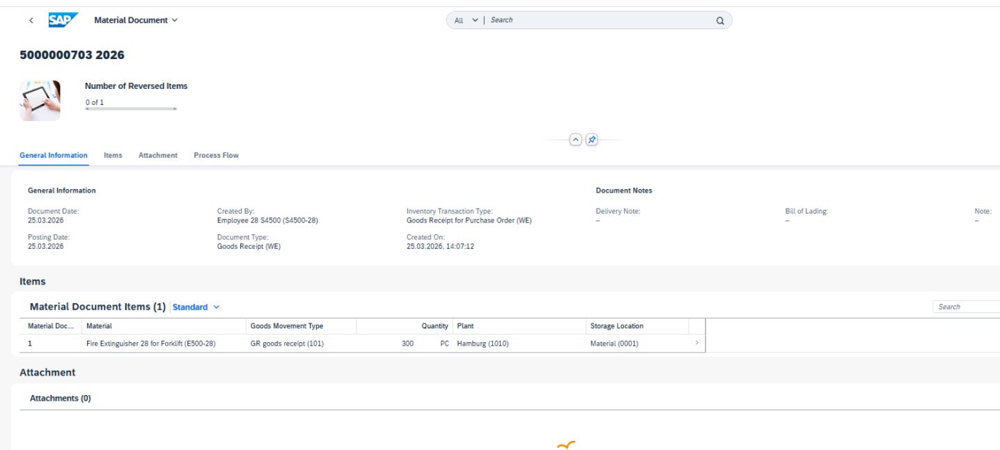 SAP Material Document All Search
5000000703 2026
Number of Reversed Items
0 of 1
General Information Items Attachment Process Flow
General Information Document Notes
Document Date: Created By: Inventory Transaction Type: Delivery Note: Bill of Lading: Note:
25.03.2026 Employee 28 S4500 (S4500-28) Goods Receipt for Purchase Order (WE) – – –
Posting Date: Document Type: Created On:
25.03.2026 Goods Receipt (WE) 25.03.2026, 14:07:12
Items
Material Document Items (1) Standard Search
Material Doc... Material Goods Movement Type Quantity Plant Storage Location
1 Fire Extinguisher 28 for Forklift (E500-28) GR goods receipt (101) 300 PC Hamburg (1010) Material (0001)
Attachment
Attachments (0)